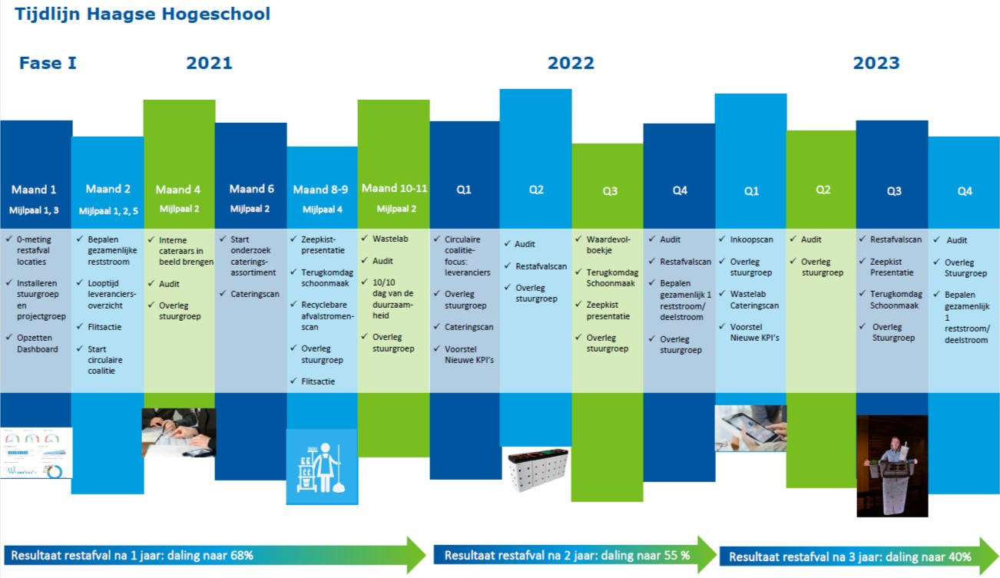 Tijdlijn Haagse Hogeschool
Fase I
2021
2022
2023
Maand 1
Mijlpaal 1, 3
✓ 0-meting
restafval
locaties
✓ Installeren
stuurgroep
en
projectgroep
✓ Opzetten
Dashboard
Maand 2
Mijlpaal 1, 2, 5
✓ Bepalen
gezamenlijke
reststroom
✓ Looptijd
leveranciers-
overzicht
✓ Flitsactie
✓ Start
circulaire
coalitie
Maand 4
Mijlpaal 2
✓ Interne
cateraars in
beeld brengen
✓ Audit
✓ Overleg
stuurgroep
Maand 6
Mijlpaal 2
✓ Start
onderzoek
caterings-
assortiment
✓ Cateringscan
Maand 8-9
Mijlpaal 4
✓ Zeepkist-
presentatie
✓ Terugkomdag
schoonmaak
✓ Recyclebare
afvalstromen-
scan
✓ Overleg
stuurgroep
✓ Flitsactie
Maand 10-11
Mijlpaal 2
✓ Wastelab
✓ Audit
✓ 10/10
dag van de
duurzaam-
heid
✓ Overleg
stuurgroep
Q1
✓ Circulaire
coalitie-
focus:
leveranciers
✓ Overleg
stuurgroep
✓ Cateringscan
✓ Voorstel
Nieuwe KPI's
Q2
✓ Audit
✓ Restafvalscan
✓ Overleg
stuurgroep
Q3
✓ Waardevol-
boekje
✓ Terugkomdag
Schoonmaak
✓ Zeepkist
presentatie
✓ Overleg
stuurgroep
Q4
✓ Audit
✓ Restafvalscan
✓ Bepalen
gezamenlijk 1
reststroom/
deelstroom
✓ Overleg
stuurgroep
Q1
✓ Inkoopscan
✓ Overleg
stuurgroep
✓ Wastelab
Cateringscan
✓ Voorstel
Nieuwe KPI's
Q2
✓ Audit
✓ Overleg
stuurgroep
Q3
✓ Restafvalscan
✓ Zeepkist
Presentatie
✓ Terugkomdag
Schoonmaak
✓ Overleg
Stuurgroep
Q4
✓ Audit
✓ Overleg
Stuurgroep
✓ Bepalen
gezamenlijk
1
reststroom/
deelstroom
Resultaat restafval na 1 jaar: daling naar 68%
Resultaat restafval na 2 jaar: daling naar 55 %
Resultaat restafval na 3 jaar: daling naar 40%